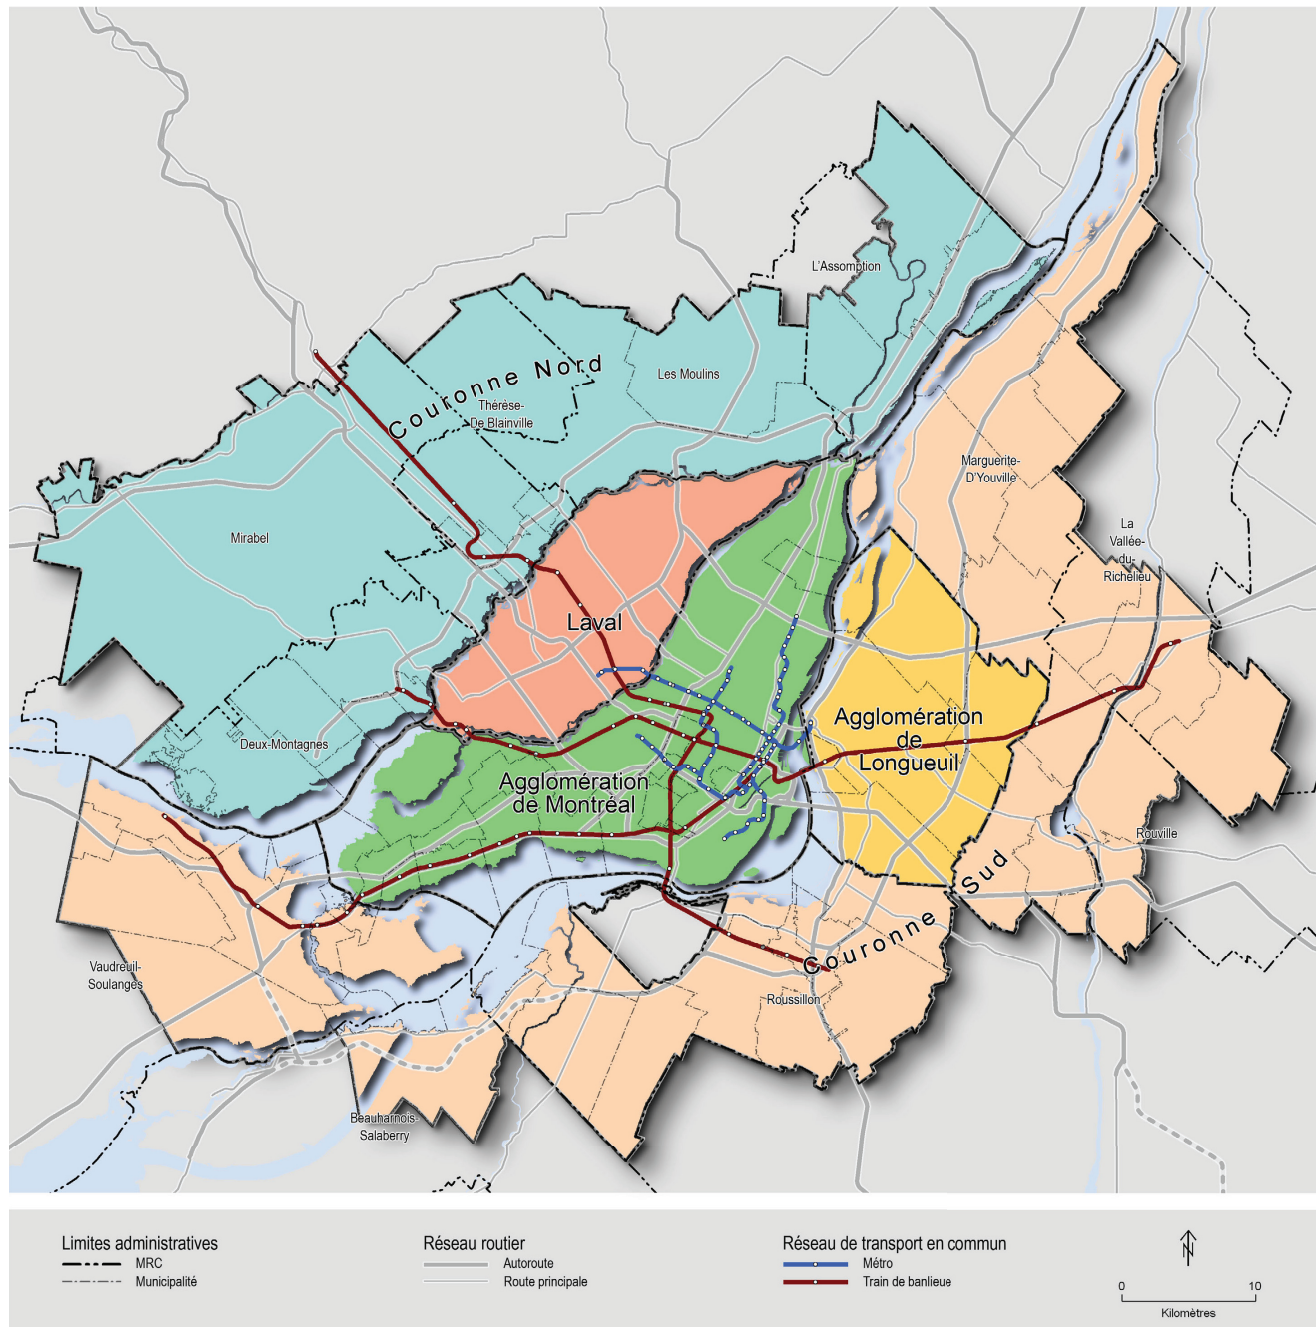 L'Assomption
Couronne Nord
Les Moulins
Thérèse-
De Blainville
Marguerite-
D'Youville
La
Vallée-
du-
Richelieu
Mirabel
Laval
Deux-Montagnes
Agglomération
de
Longueuil
Agglomération
de Montréal
Rouville
Couronne Sud
Vaudreuil-
Soulanges
Roussillon
Beauharnois-
Salaberry
Limites administratives
MRC
Municipalité
Réseau routier
Autoroute
Route principale
Réseau de transport en commun
Métro
Train de banlieue
N
0 10
Kilomètres